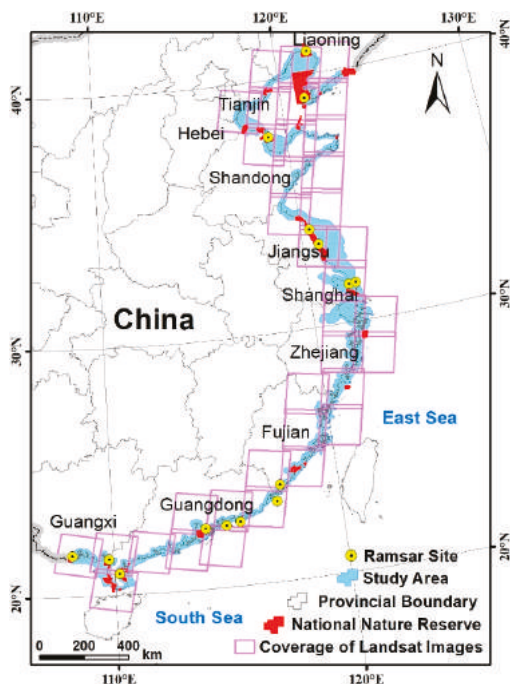 110°E 120°E 130°E
Liaoning
N
40°N
40°N
Tianjin
Hebei
Shandong
Jiangsu
Shanghai
30°N
China
Zhejiang
30°N
East Sea
Fujian
Guangdong
Guangxi
20°N
Ramsar Site
Study Area
Provincial Boundary
20°N
South Sea
National Nature Reserve
Coverage of Landsat Images
0 200 400
km
110°E 120°E